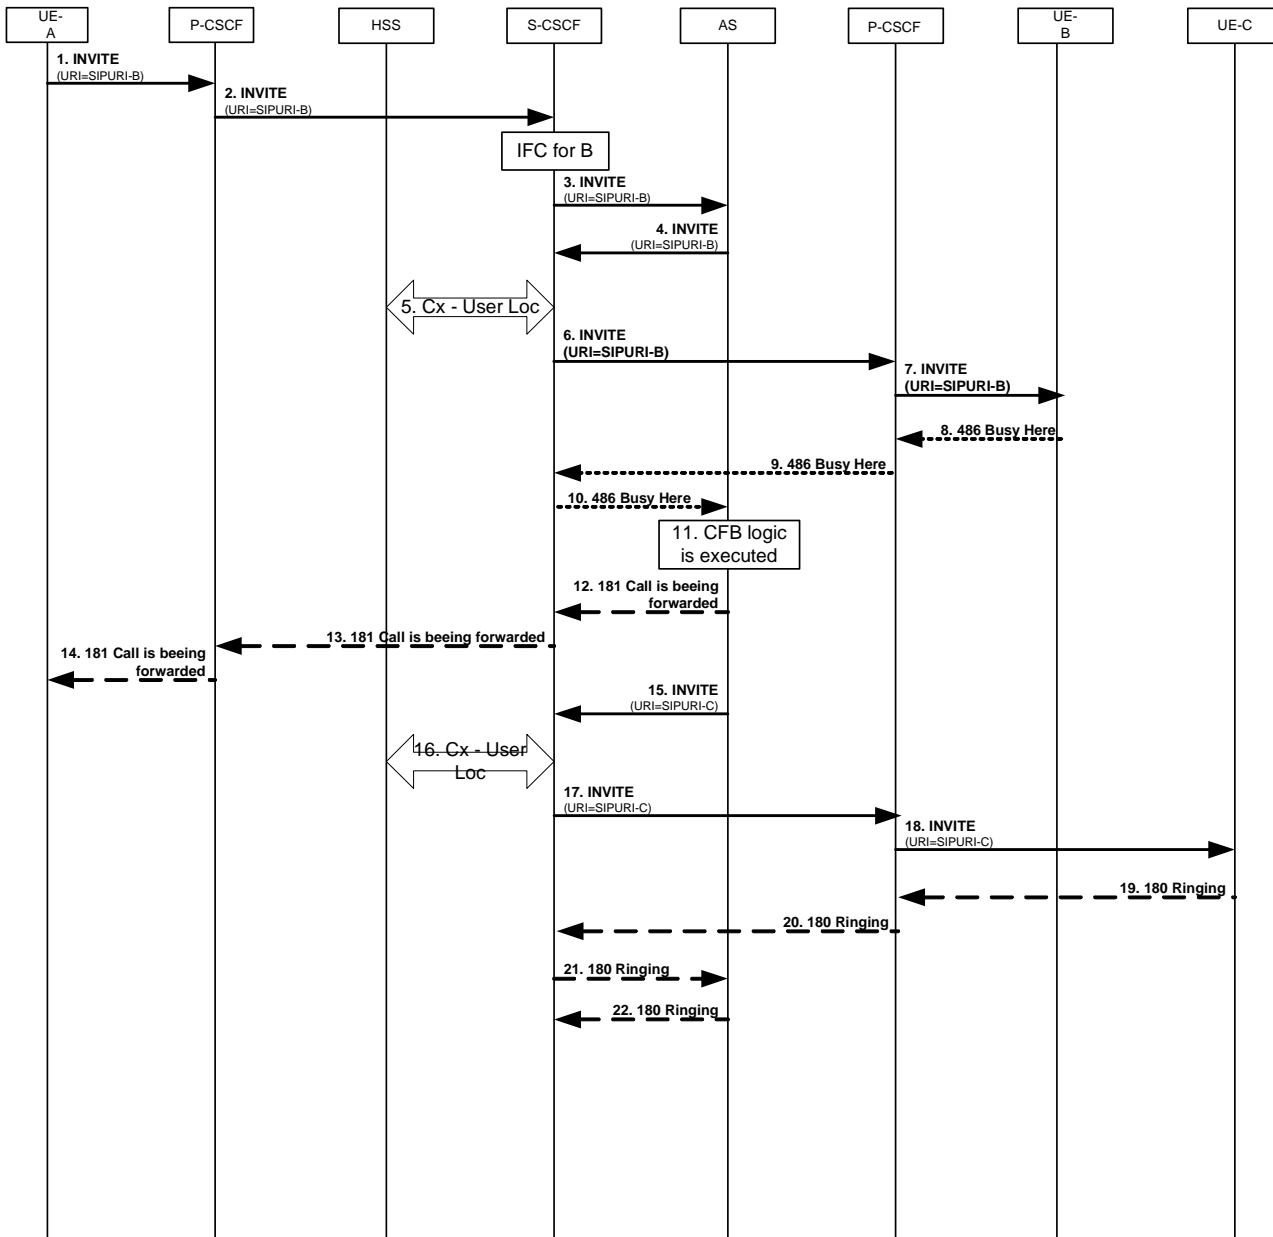 UE-
A
P-CSCF
HSS
S-CSCF
AS
P-CSCF
UE-
B
UE-C
1. INVITE
(URI=SIPURI-B)
2. INVITE
(URI=SIPURI-B)
IFC for B
3. INVITE
(URI=SIPURI-B)
4. INVITE
(URI=SIPURI-B)
5. Cx - User Loc
6. INVITE
(URI=SIPURI-B)
7. INVITE
(URI=SIPURI-B)
8. 486 Busy Here
9. 486 Busy Here
10. 486 Busy Here
11. CFB logic
is executed
12. 181 Call is beeing
forwarded
13. 181 Call is beeing forwarded
14. 181 Call is beeing
forwarded
15. INVITE
(URI=SIPURI-C)
16. Cx - User
Loc
17. INVITE
(URI=SIPURI-C)
18. INVITE
(URI=SIPURI-C)
19. 180 Ringing
20. 180 Ringing
21. 180 Ringing
22. 180 Ringing